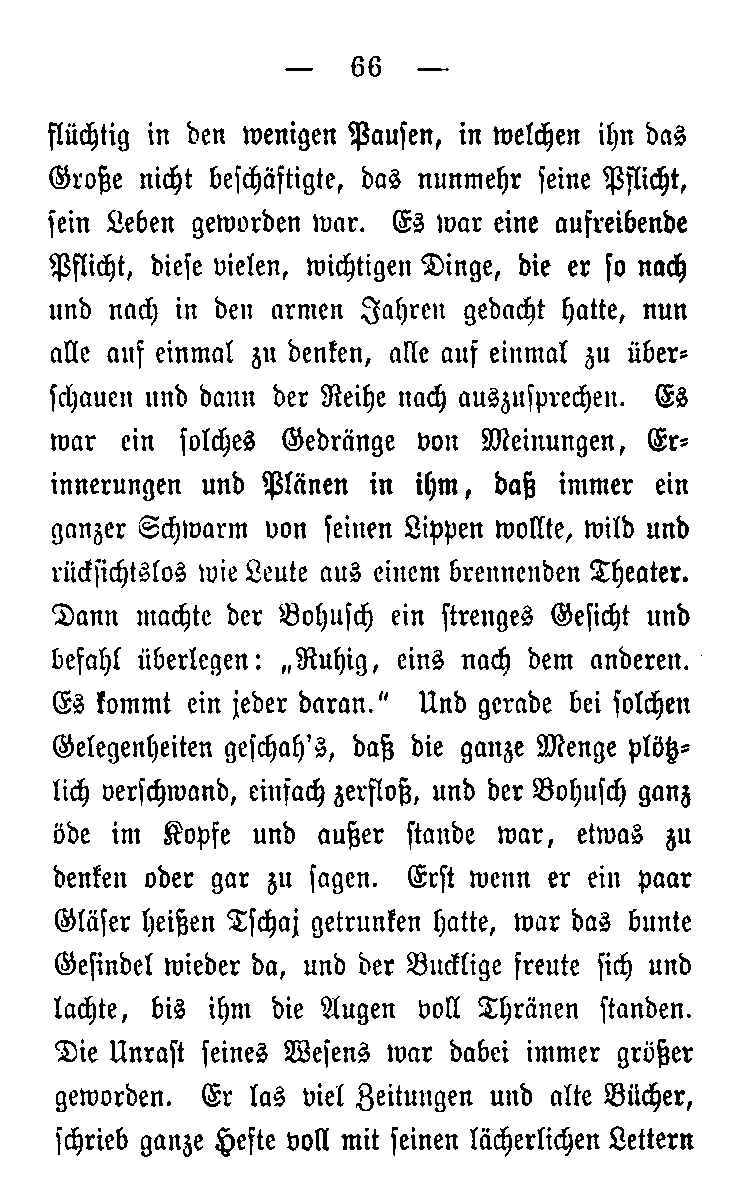 — 66 —
flüchtig in den wenigen Pausen, in welchen ihn das
Große nicht beschäftigte, das nunmehr seine Pflicht,
sein Leben geworden war. Es war eine aufreibende
Pflicht, diese vielen, wichtigen Dinge, die er so nach
und nach in den armen Jahren gedacht hatte, nun
alle auf einmal zu denken, alle auf einmal zu über-
schauen und dann der Reihe nach auszusprechen. Es
war ein solches Gedränge von Meinungen, Er-
innerungen und Plänen in ihm, daß immer ein
ganzer Schwarm von seinen Lippen wollte, wild und
rücksichtslos wie Leute aus einem brennenden Theater.
Dann machte der Bohusch ein strenges Gesicht und
befahl überlegen: „Ruhig, eins nach dem anderen.
Es kommt ein jeder daran." Und gerade bei solchen
Gelegenheiten geschah's, daß die ganze Menge plötz-
lich verschwand, einfach zerfloß, und der Bohusch ganz
öde im Kopfe und außer stande war, etwas zu
denken oder gar zu sagen. Erst wenn er ein paar
Gläser heißen Tschaj getrunken hatte, war das bunte
Gesindel wieder da, und der Bucklige freute sich und
lachte, bis ihm die Augen voll Thränen standen.
Die Unrast seines Wesens war dabei immer größer
geworden. Er las viel Zeitungen und alte Bücher,
schrieb ganze Hefte voll mit seinen lächerlichen Lettern